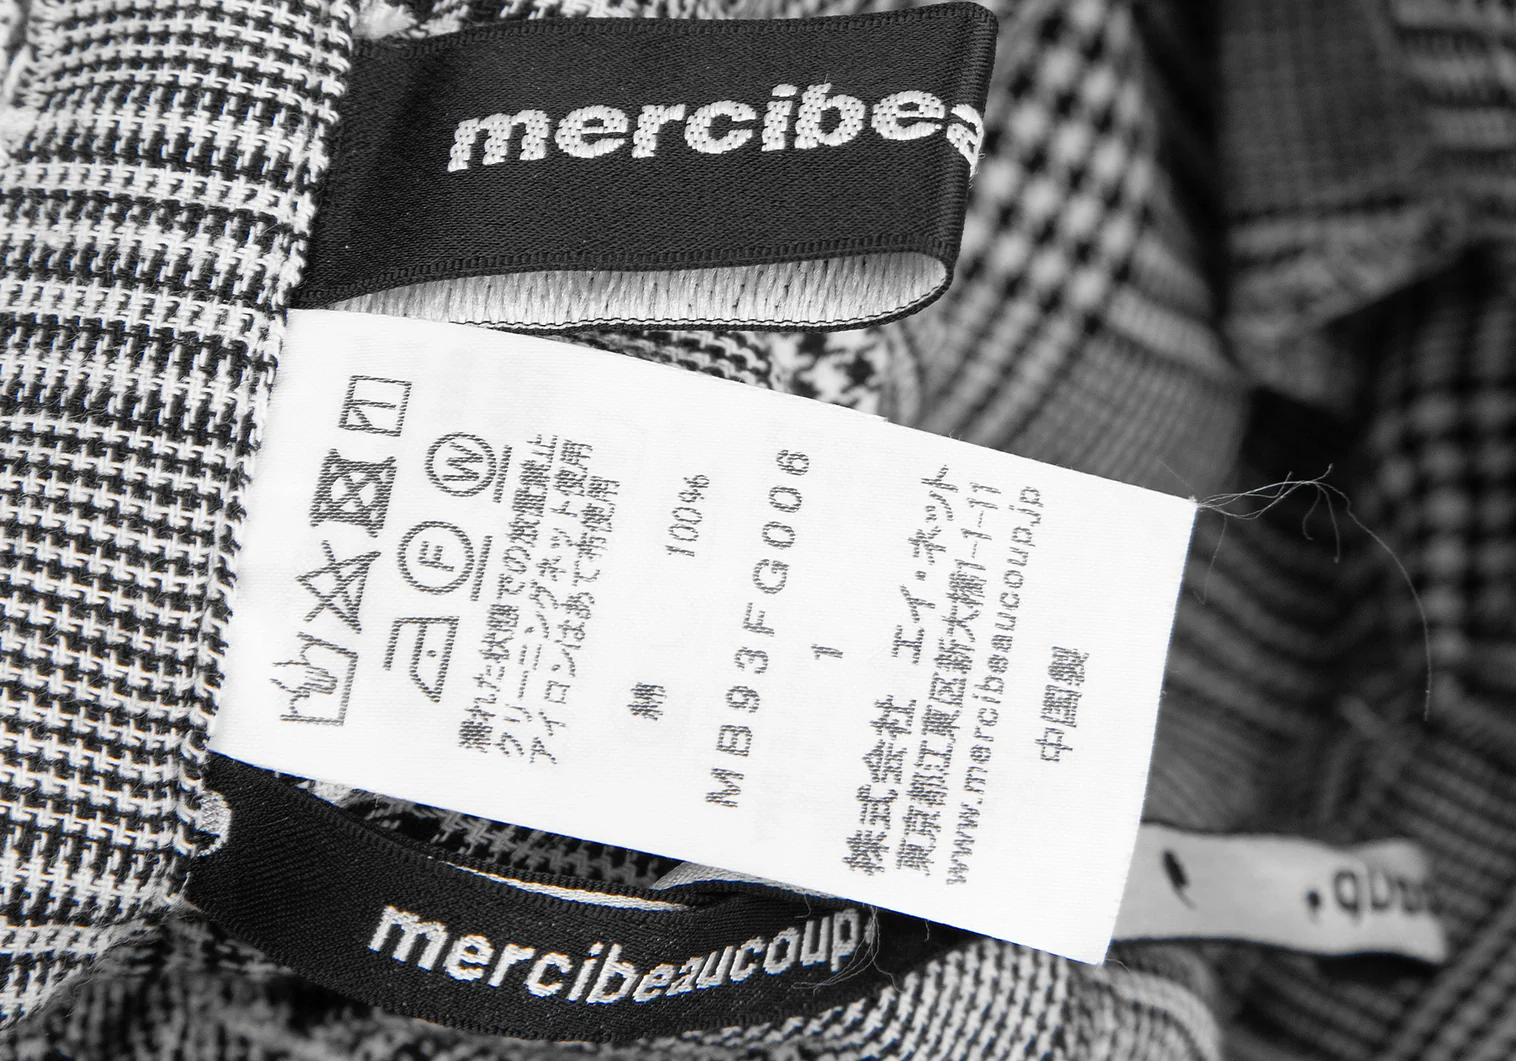 mercibea
濡れた状態での放置禁止
クリーニングネット使用
アイロンはあて布使用
綿 100%
MB93FG006
1
株式会社 エイ・ネット
東京都江東区新大橋1-1-11
www.mercibeaucoup.jp
中国製
mercibeaucoup,